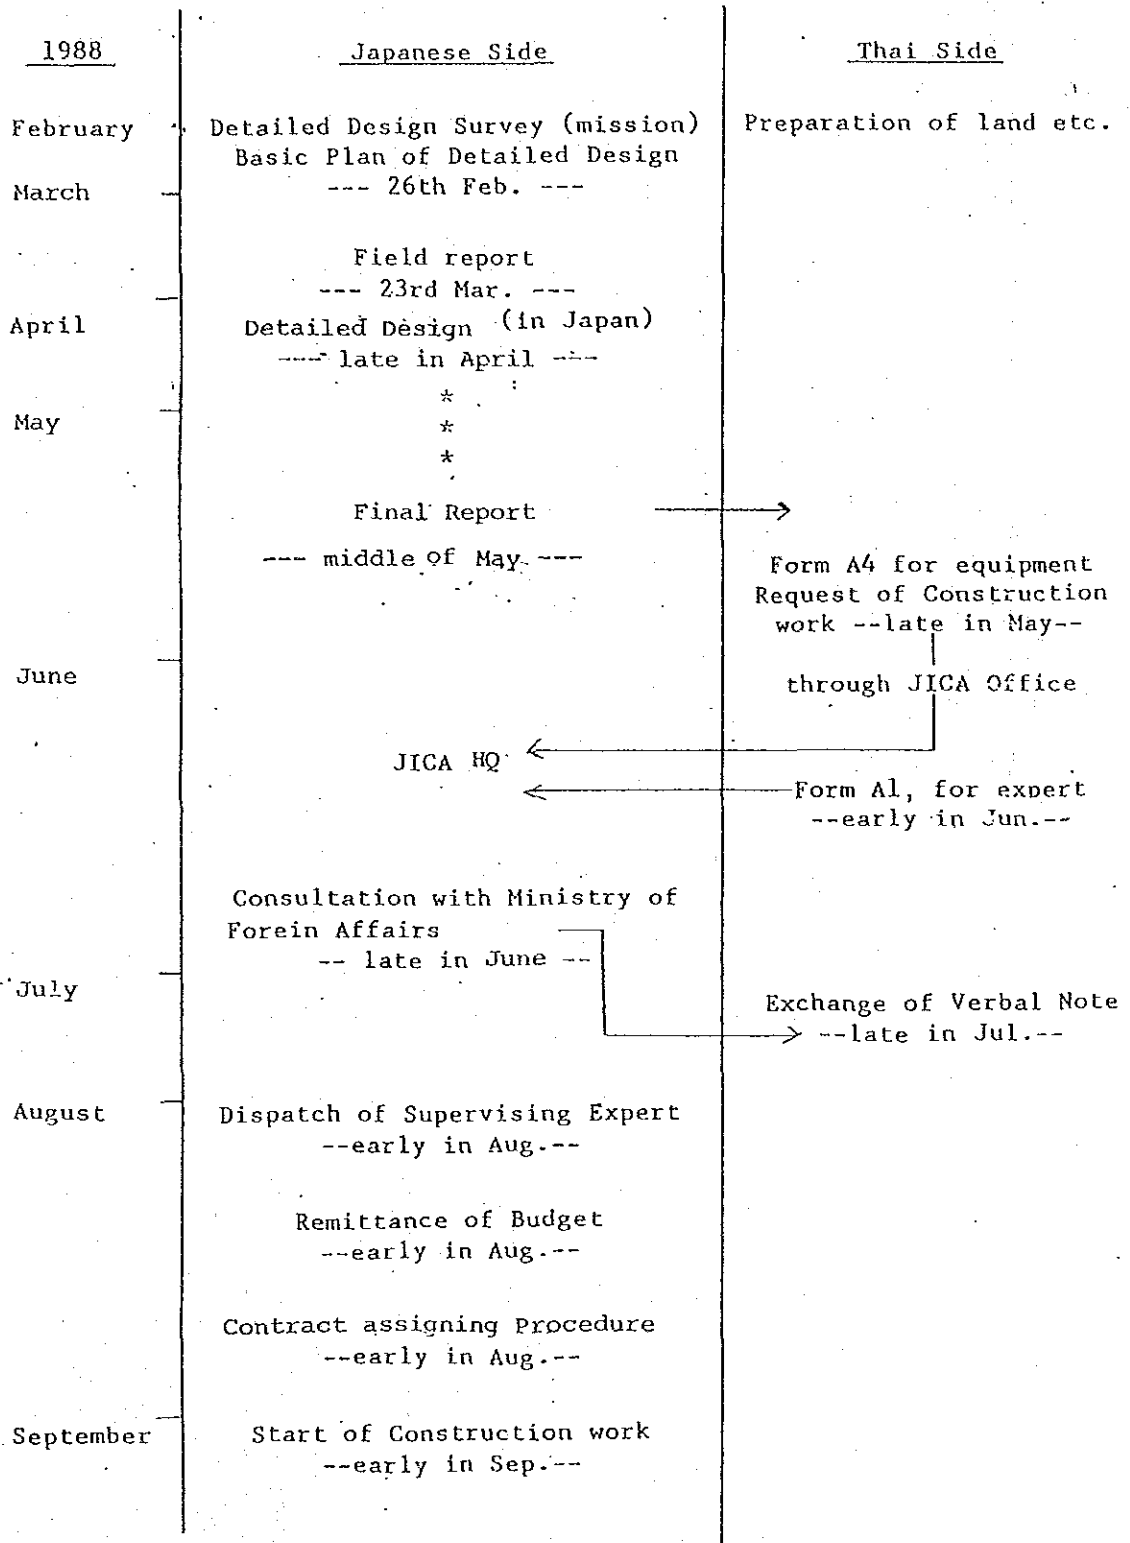 1988 Japanese Side Thai Side
February Detailed Design Survey (mission) Preparation of land etc.
Basic Plan of Detailed Design
March --- 26th Feb. ---
Field report
--- 23rd Mar. ---
April Detailed Design (in Japan)
--- late in April ---
*
May *
*
Final Report
--- middle of May ---
Form A4 for equipment
Request of Construction
work --late in May--
June through JICA Office
JICA HQ
Form A1, for expert
--early in Jun.--
Consultation with Ministry of
Forein Affairs
-- late in June --
July Exchange of Verbal Note
--late in Jul.--
August Dispatch of Supervising Expert
--early in Aug.--
Remittance of Budget
--early in Aug.--
Contract assigning Procedure
--early in Aug.--
September Start of Construction work
--early in Sep.--